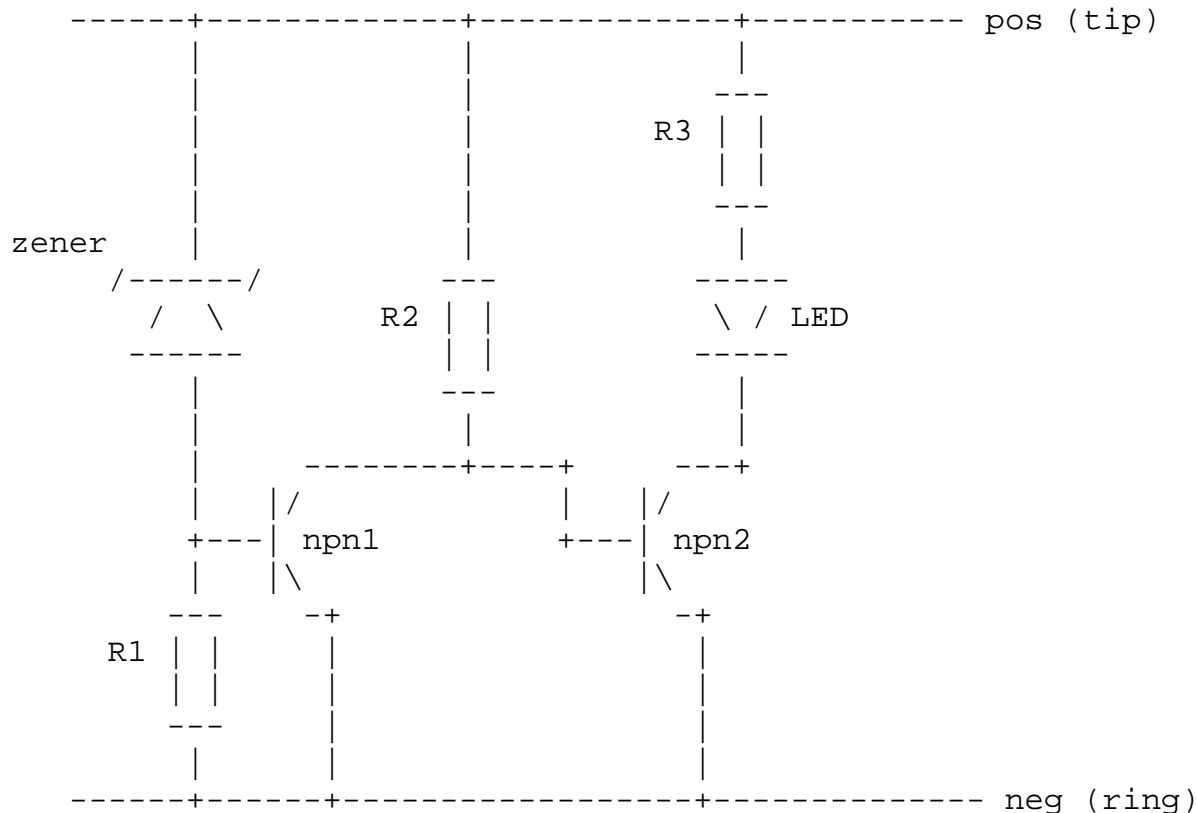 pos (tip)
R3
zener
R2
LED
npn1
npn2
R1
neg (ring)